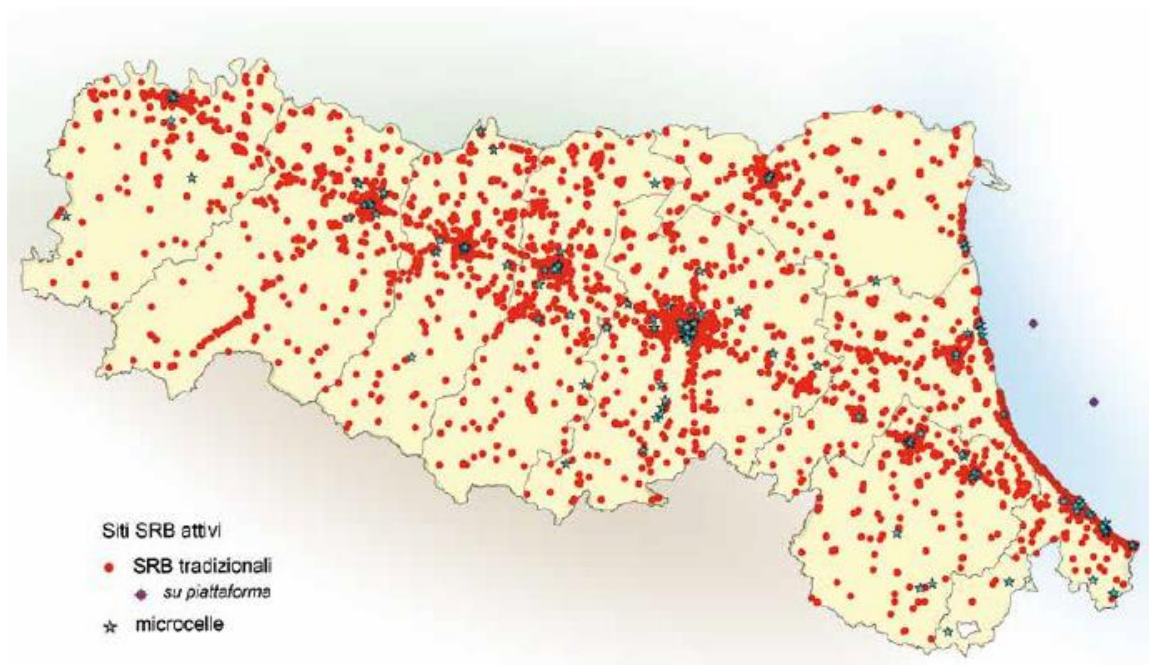 Siti SRB attivi
SRB tradizionali
su piattaforma
microcelle